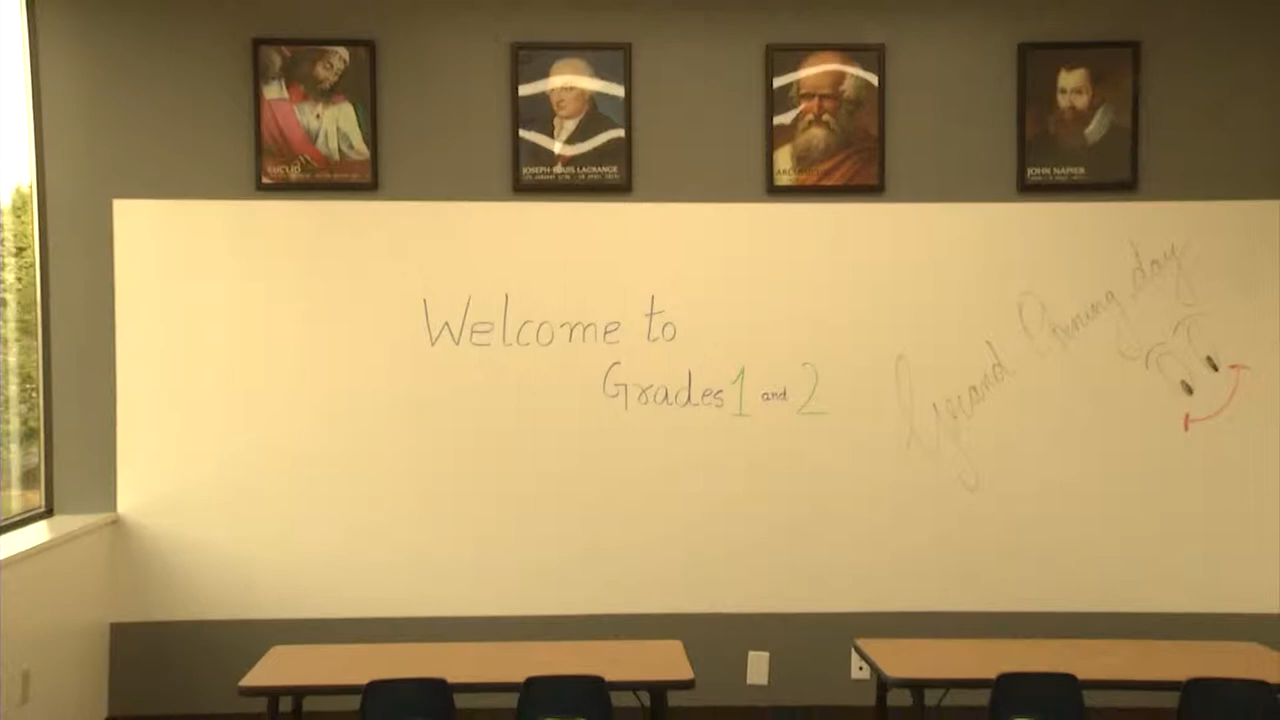 EUCLID
JOSEPH-LOUIS LAGRANGE
JOHN NAPIER
Welcome to
Grades 1 and 2
Grand Opening day